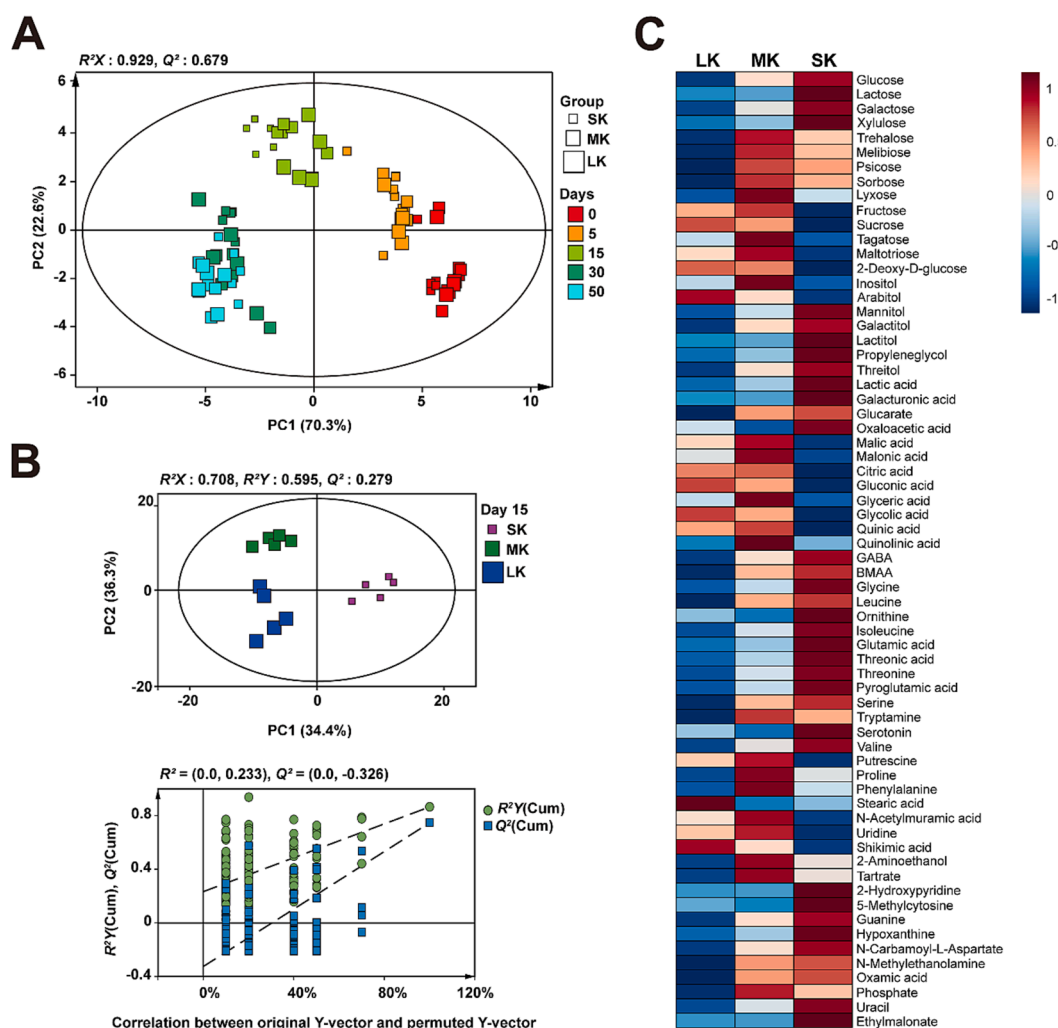 A
R²X : 0.929, Q² : 0.679
6
4
2
0
-2
-4
-6
PC2 (22.6%)
-10
-5
0
5
10
PC1 (70.3%)
Group
SK
MK
LK
Days
0
5
15
30
50
B
R²X : 0.708, R²Y : 0.595, Q² : 0.279
20
0
-20
PC2 (36.3%)
-20
0
20
PC1 (34.4%)
Day 15
SK
MK
LK
R² = (0.0, 0.233), Q² = (0.0, -0.326)
0.8
0.4
0
-0.4
R²Y(Cum), Q²(Cum)
0%
40%
80%
120%
Correlation between original Y-vector and permuted Y-vector
R²Y(Cum)
Q²(Cum)
C
LK MK SK
Glucose
Lactose
Galactose
Xylulose
Trehalose
Melibiose
Psicose
Sorbose
Lyxose
Fructose
Sucrose
Tagatose
Maltotriose
2-Deoxy-D-glucose
Inositol
Arabitol
Mannitol
Galactitol
Lactitol
Propyleneglycol
Threitol
Lactic acid
Galacturonic acid
Glucarate
Oxaloacetic acid
Malic acid
Malonic acid
Citric acid
Gluconic acid
Glyceric acid
Glycolic acid
Quinic acid
Quinolinic acid
GABA
BMAA
Glycine
Leucine
Ornithine
Isoleucine
Glutamic acid
Threonic acid
Threonine
Pyroglutamic acid
Serine
Tryptamine
Serotonin
Valine
Putrescine
Proline
Phenylalanine
Stearic acid
N-Acetylmuramic acid
Uridine
Shikimic acid
2-Aminoethanol
Tartrate
2-Hydroxypyridine
5-Methylcytosine
Guanine
Hypoxanthine
N-Carbamoyl-L-Aspartate
N-Methylethanolamine
Oxamic acid
Phosphate
Uracil
Ethylmalonate
1
0.5
0
-0.5
-1